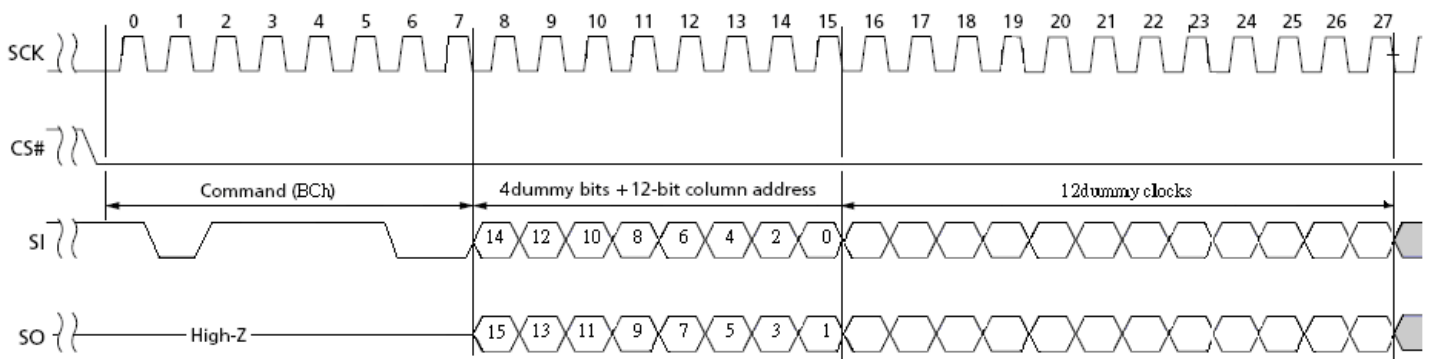 0 1 2 3 4 5 6 7 8 9 10 11 12 13 14 15 16 17 18 19 20 21 22 23 24 25 26 27
SCK
CS#
Command (BCh) 4dummy bits + 12-bit column address 12dummy clocks
SI 14 12 10 8 6 4 2 0
SO High-Z 15 13 11 9 7 5 3 1